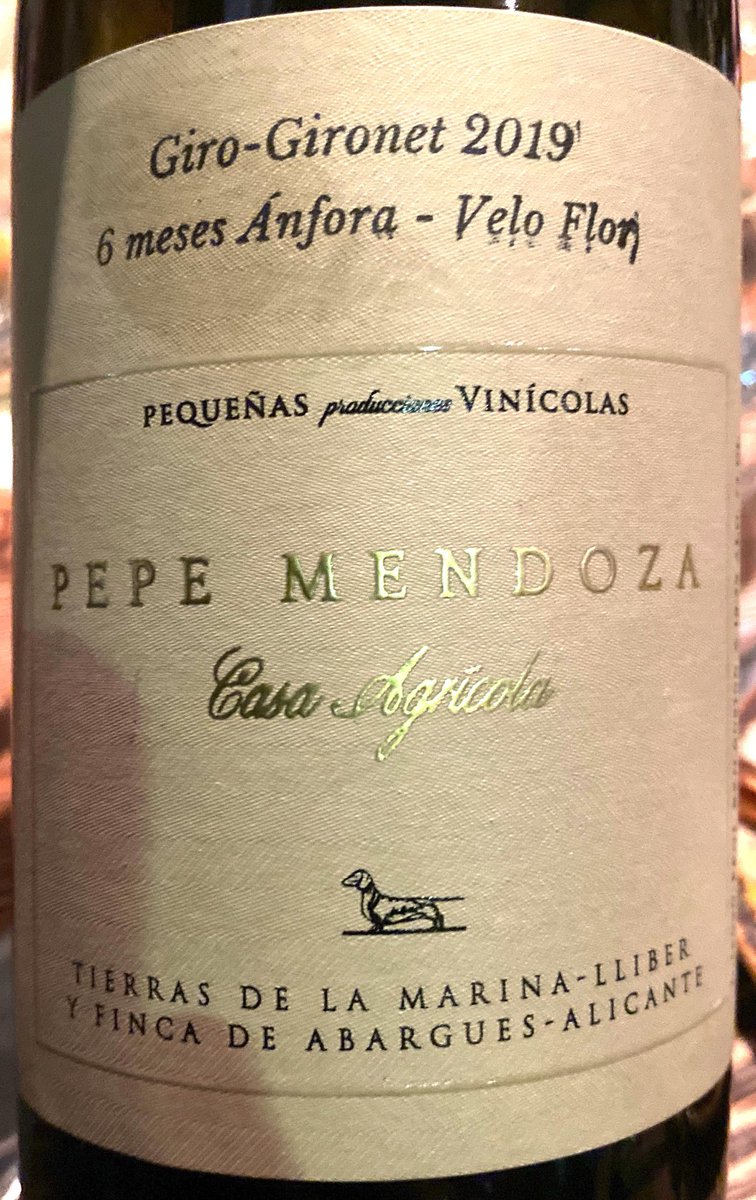 Giro-Gironet 2019
6 meses Ánfora - Velo Flor
PEQUEÑAS producciones VINÍCOLAS
PEPE MENDOZA
Casa Agrícola
TIERRAS DE LA MARINA-LLIBER
Y FINCA DE ABARGUES-ALICANTE